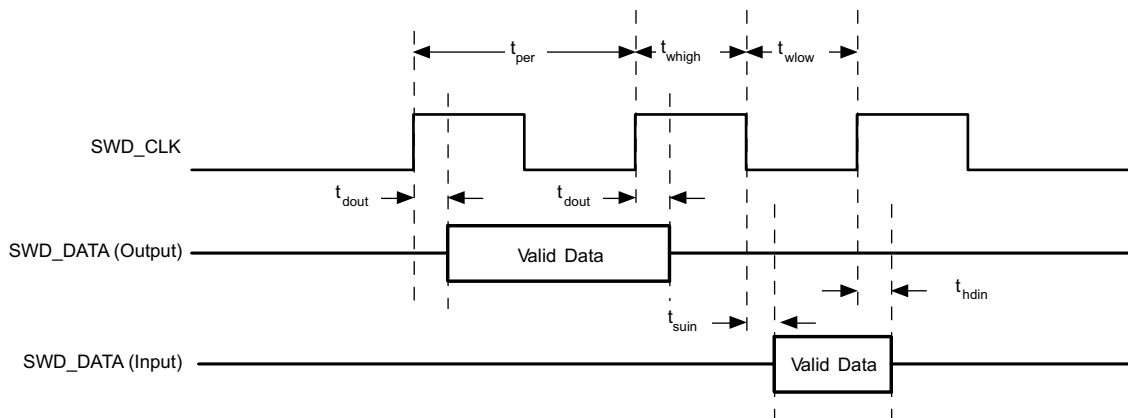 t_per
t_whigh
t_wlow
SWD_CLK
t_dout
t_dout
SWD_DATA (Output)
Valid Data
t_hdin
t_suin
SWD_DATA (Input)
Valid Data